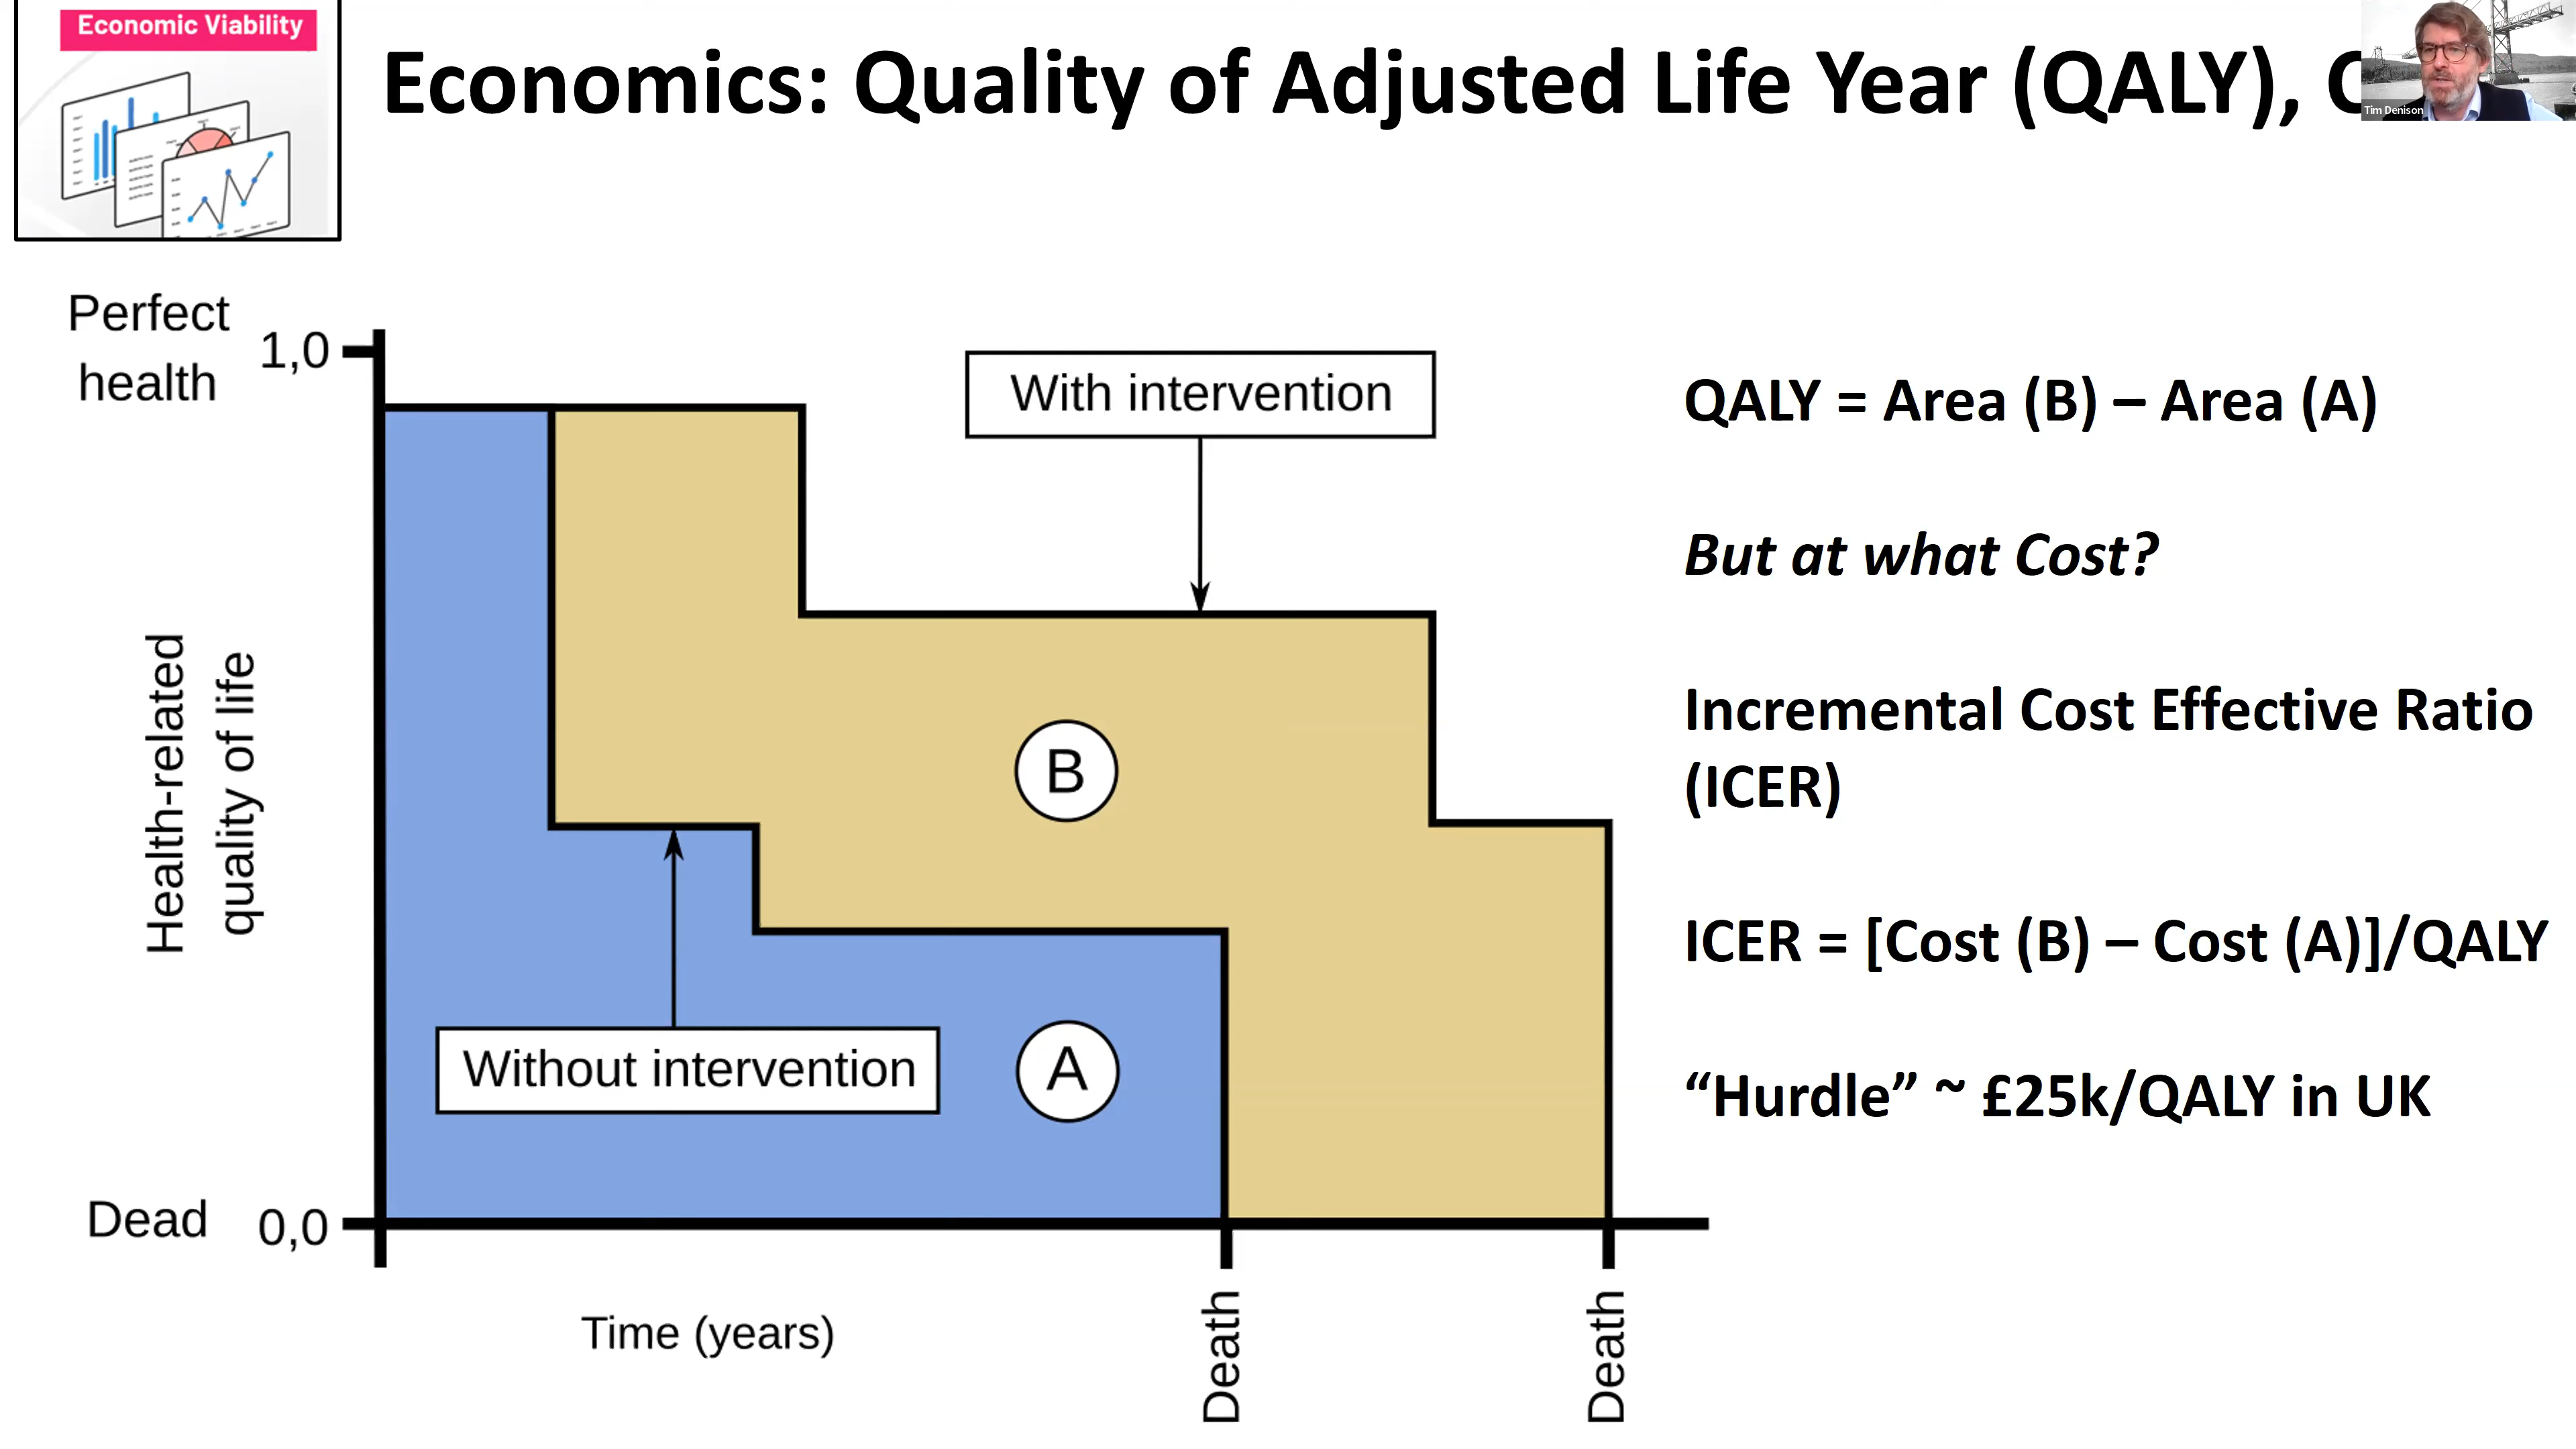 Economic Viability
Economics: Quality of Adjusted Life Year (QALY),
Tim Denison
Perfect
health
1,0
With intervention
QALY = Area (B) – Area (A)
But at what Cost?
Health-related
quality of life
B
Incremental Cost Effective Ratio
(ICER)
ICER = [Cost (B) – Cost (A)]/QALY
Without intervention
A
“Hurdle” ~ £25k/QALY in UK
Dead
0,0
Time (years)
Death
Death